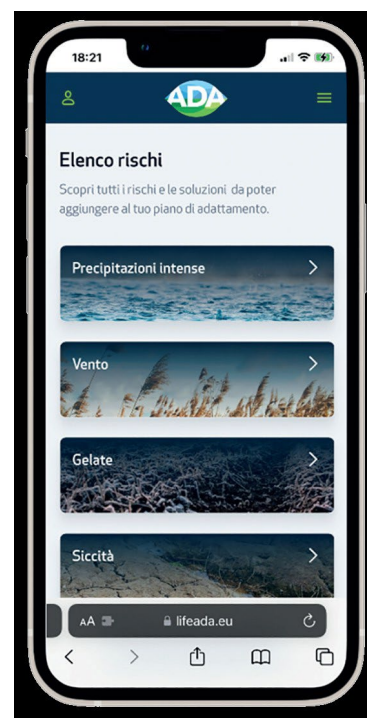 18:21
ADA
Elenco rischi
Scopri tutti i rischi e le soluzioni da poter
aggiungere al tuo piano di adattamento.
Precipitazioni intense
Vento
Gelate
Siccità
AA
lifeada.eu